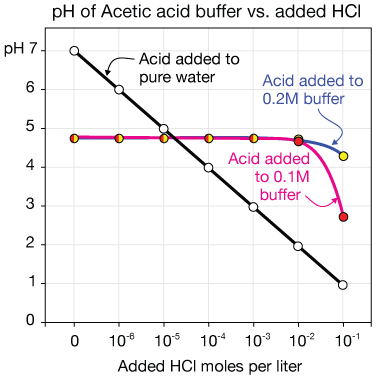 pH of Acetic acid buffer vs. added HCl
pH 7
6
5
4
3
2
1
0
Acid added to
pure water
Acid added to
0.2M buffer
Acid added
to 0.1M
buffer
0 10⁻⁶ 10⁻⁵ 10⁻⁴ 10⁻³ 10⁻² 10⁻¹
Added HCl moles per liter